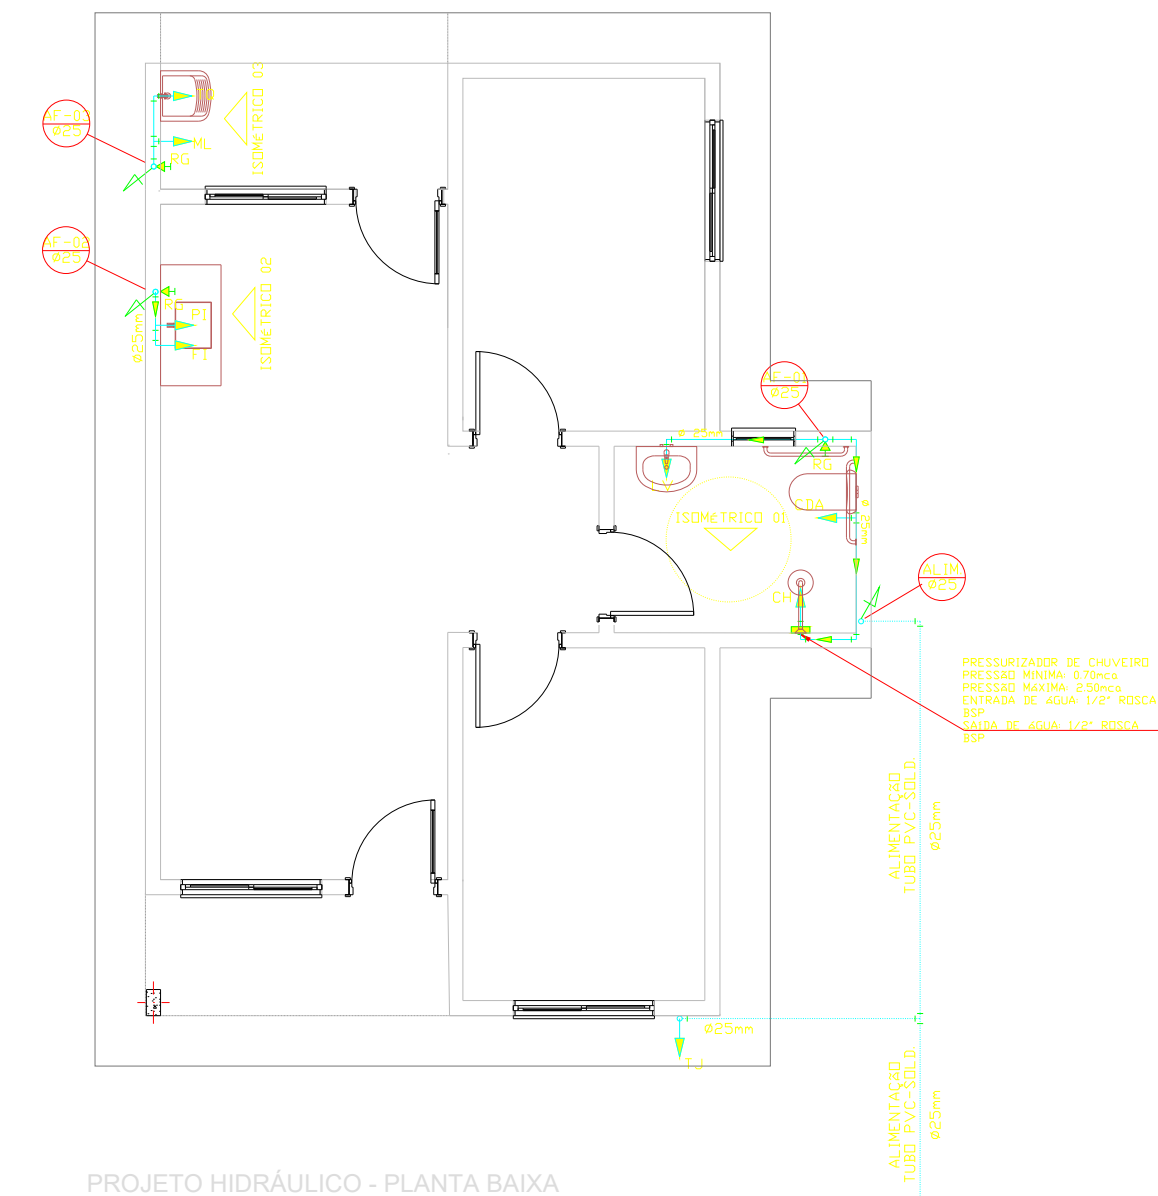 ISOMÉTRICO 03
AF-03
Ø25
ML
RG
AF-02
Ø25
ISOMÉTRICO 02
RG
PI
Ø25mm
AF-01
Ø25
Ø 25mm
RG
LV
CDA
Ø 25mm
ISOMÉTRICO 01
CH
ALIM
Ø25
PRESSURIZADOR DE CHUVEIRO
PRESSÃO MÍNIMA: 0.70mca
PRESSÃO MÁXIMA: 2.50mca
ENTRADA DE ÁGUA 1/2" ROSCA
BSP
SAÍDA DE ÁGUA 1/2" ROSCA
BSP
ALIMENTAÇÃO
TUBO PVC-SOLD.
Ø25mm
Ø25mm
TJ
ALIMENTAÇÃO
TUBO PVC-SOLD.
Ø25mm
PROJETO HIDRÁULICO - PLANTA BAIXA